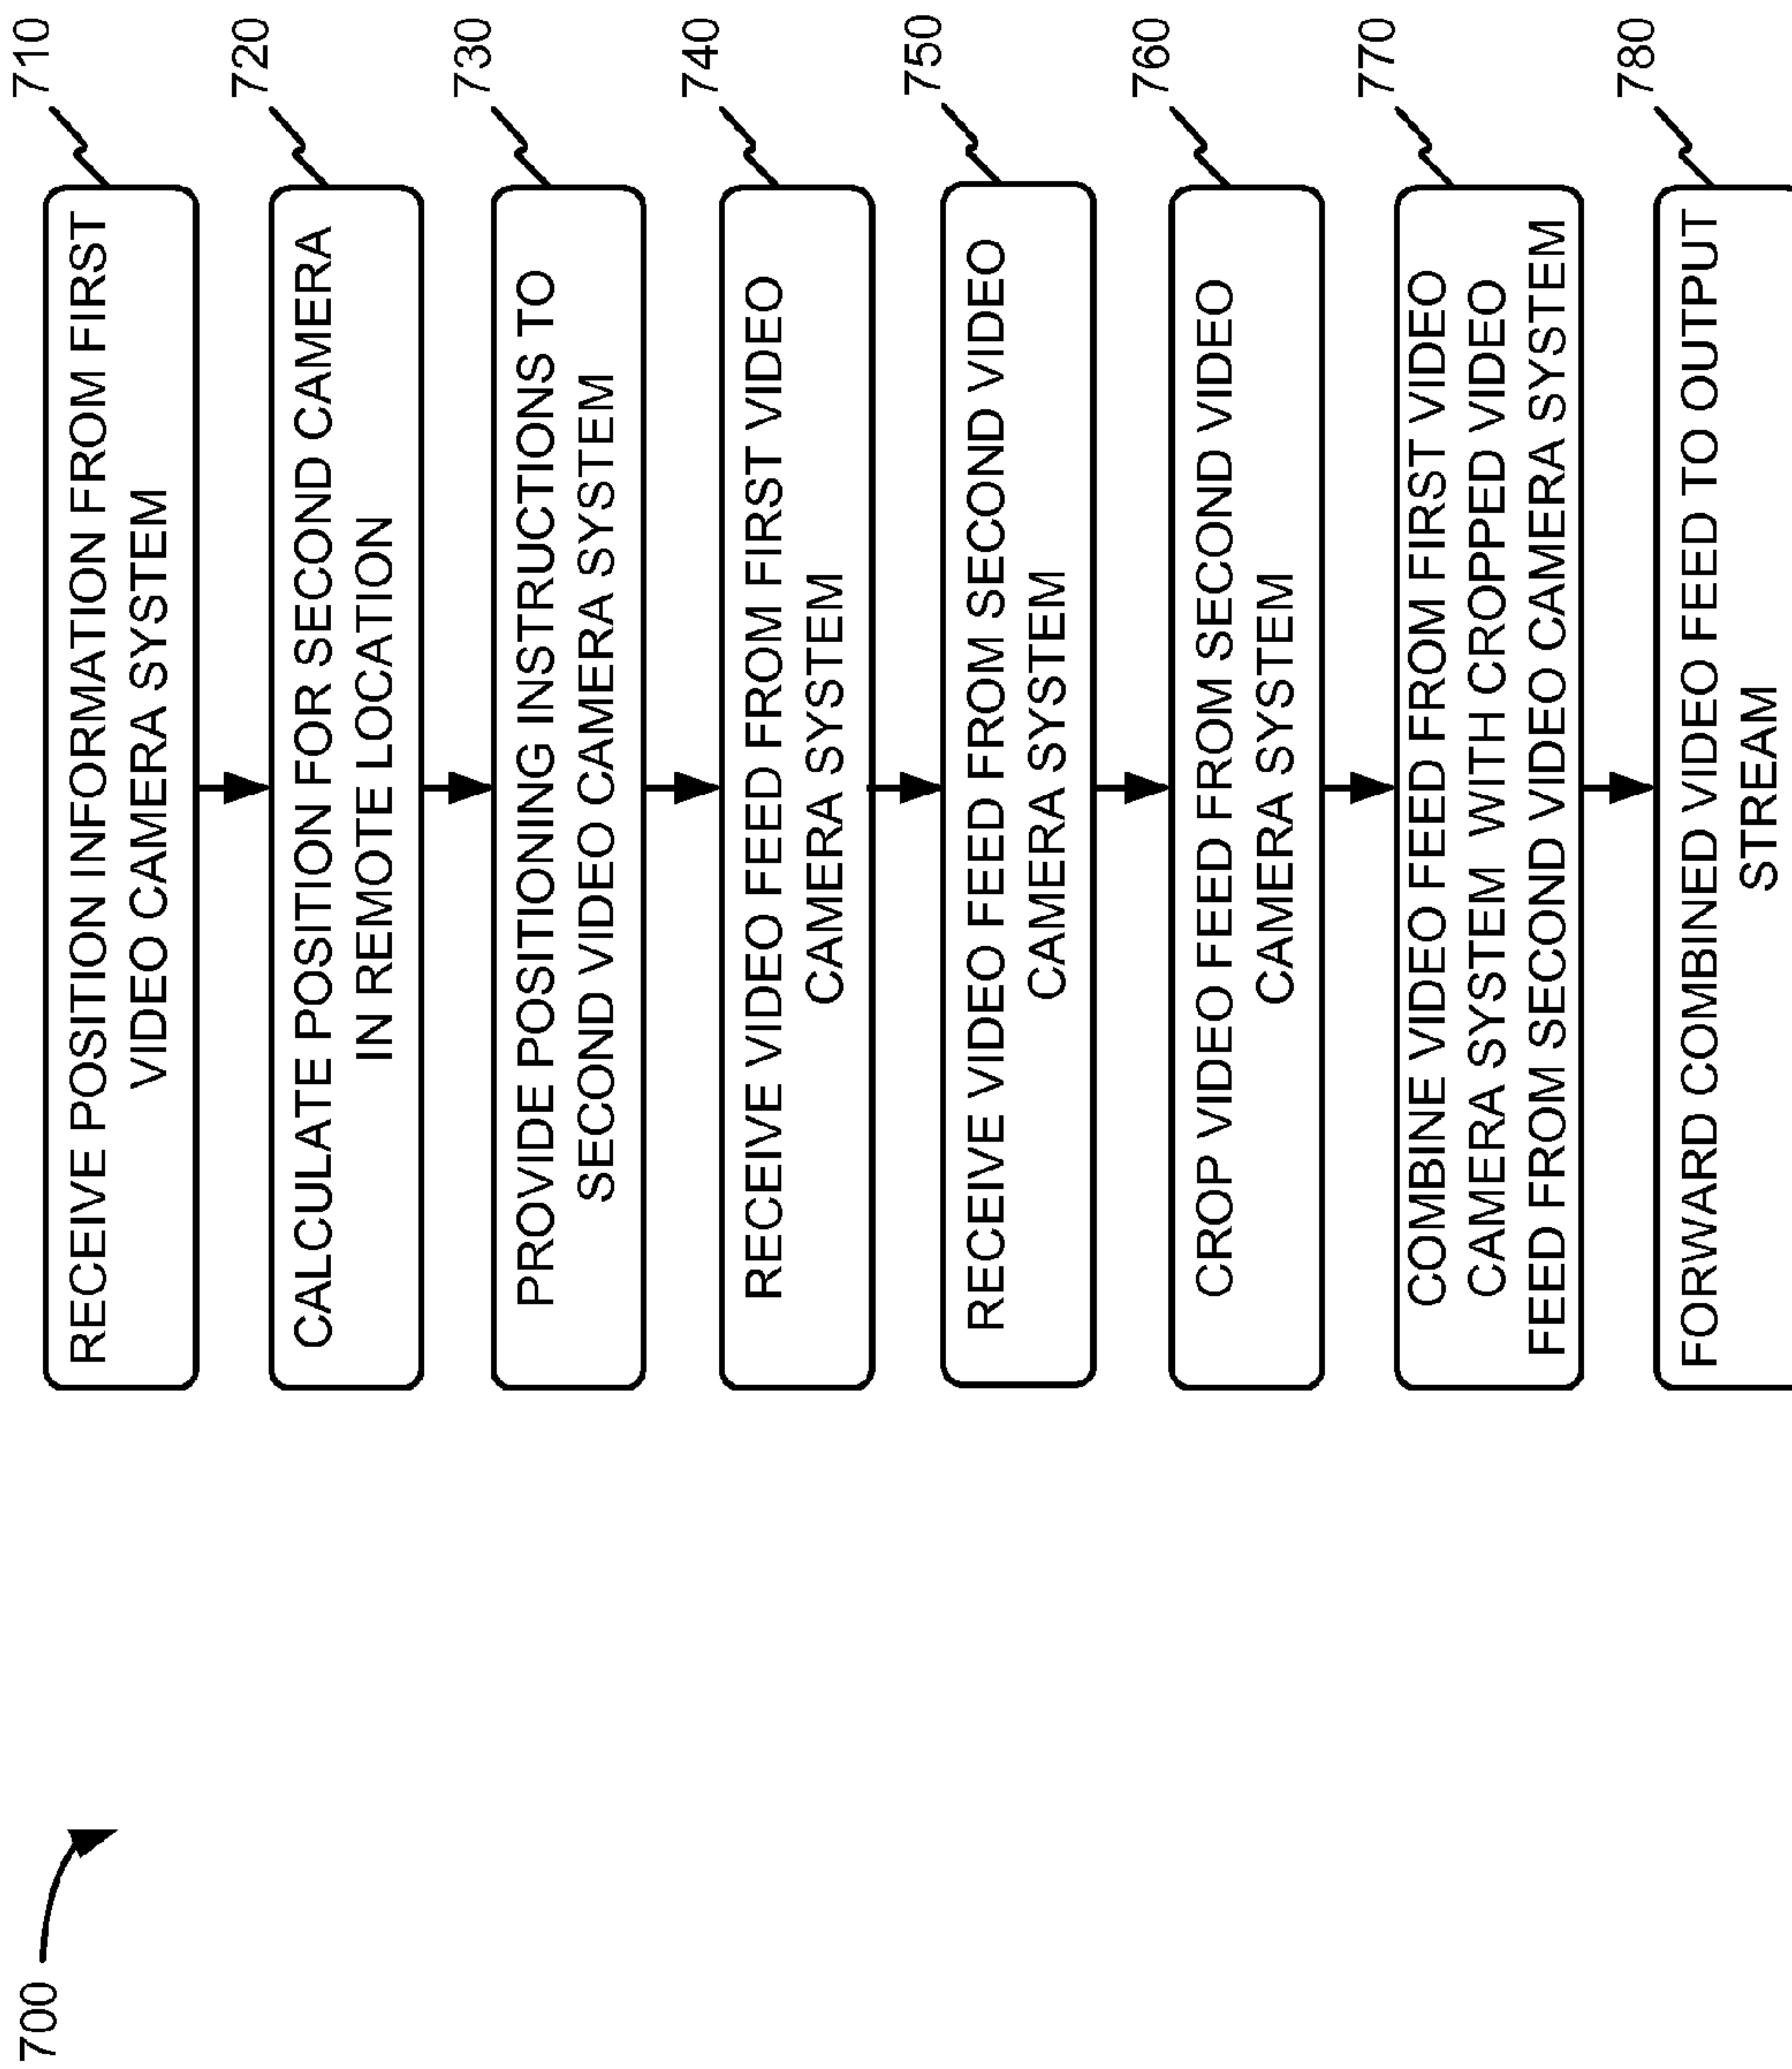 700
710
RECEIVE POSITION INFORMATION FROM FIRST
VIDEO CAMERA SYSTEM
720
CALCULATE POSITION FOR SECOND CAMERA
IN REMOTE LOCATION
730
PROVIDE POSITIONING INSTRUCTIONS TO
SECOND VIDEO CAMERA SYSTEM
740
RECEIVE VIDEO FEED FROM FIRST VIDEO
CAMERA SYSTEM
750
RECEIVE VIDEO FEED FROM SECOND VIDEO
CAMERA SYSTEM
760
CROP VIDEO FEED FROM SECOND VIDEO
CAMERA SYSTEM
770
COMBINE VIDEO FEED FROM FIRST VIDEO
CAMERA SYSTEM WITH CROPPED VIDEO
FEED FROM SECOND VIDEO CAMERA SYSTEM
780
FORWARD COMBINED VIDEO FEED TO OUTPUT
STREAM